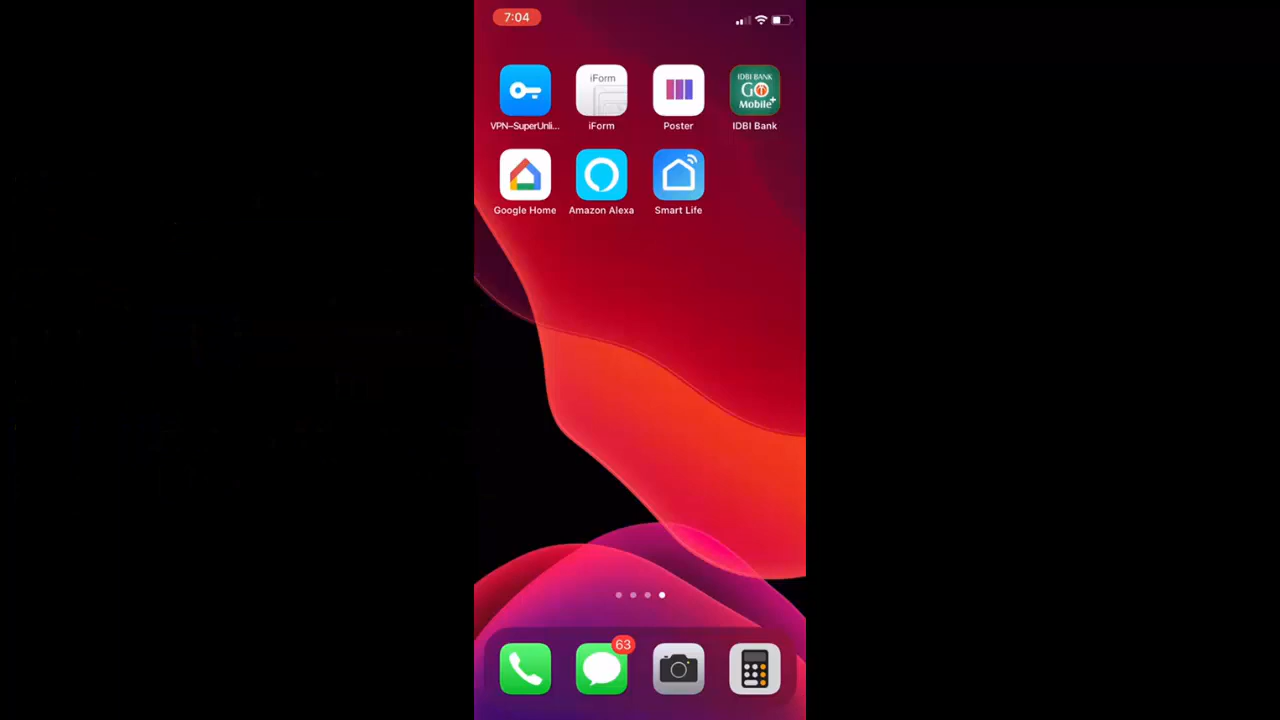 7:04
iForm
IDBI BANK
GO
Mobile+
VPN–SuperUnli...
iForm
Poster
IDBI Bank
Google Home
Amazon Alexa
Smart Life
63